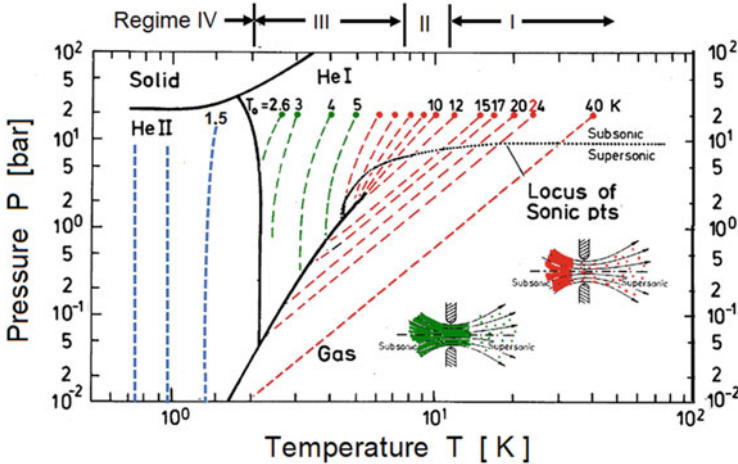 Regime IV III II I
10² 10²
5 5
Solid He I
2 2
He II T₀=2.6 3 4 5 10 12 15 17 20 24 40 K
10¹ 1.5 10¹
Subsonic
5 5
Supersonic
2 Locus of 2
Sonic pts
10⁰ 10⁰
5 5
2 Subsonic Supersonic 2
10⁻¹ 10⁻¹
5 5
Subsonic Supersonic
Gas
2 2
10⁻² 10⁻²
10⁰ 10¹ 10²
Pressure P [bar]
Temperature T [ K ]